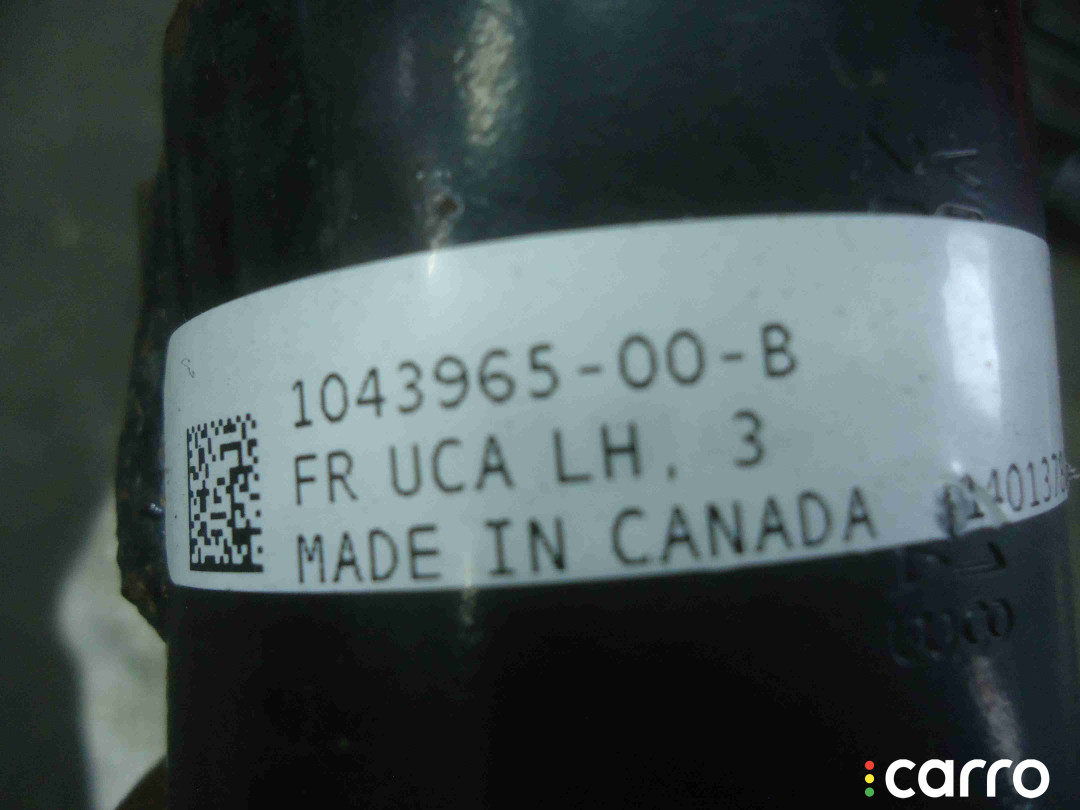 1043965-00-B
FR UCA LH, 3
MADE IN CANADA
carro